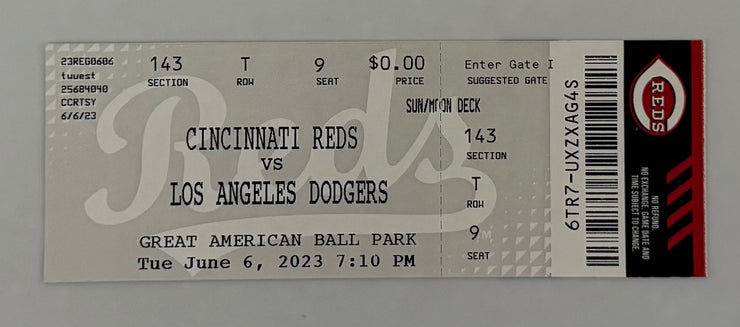 23REG0606
tuuest
25684040
CCRTSY
6/6/23
143 T 9 $0.00
SECTION ROW SEAT PRICE
Reds
CINCINNATI REDS
VS
LOS ANGELES DODGERS
GREAT AMERICAN BALL PARK
Tue June 6, 2023 7:10 PM
Enter Gate I
SUGGESTED GATE
SUN/MOON DECK
143
SECTION
T
ROW
9
SEAT
TM
6TR7-UXZXAG4S
REDS
NO REFUND.
NO EXCHANGE. GAME DATE AND
TIME SUBJECT TO CHANGE.